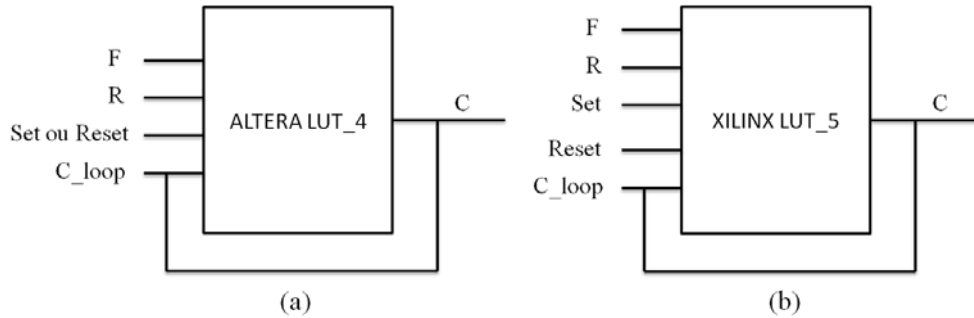 F
R
Set ou Reset
C_loop
ALTERA LUT_4
C
(a)
F
R
Set
Reset
C_loop
XILINX LUT_5
C
(b)